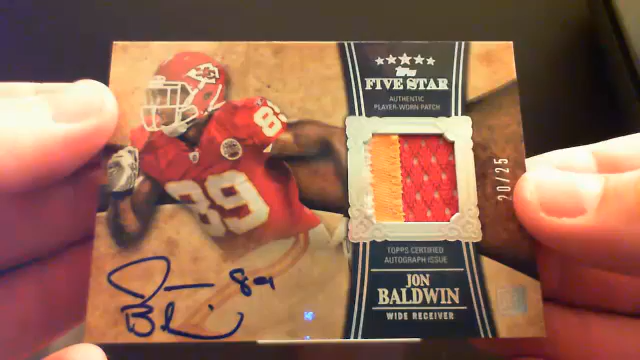 topps
FIVE STAR
AUTHENTIC
PLAYER-WORN PATCH
20/25
89
89
TOPPS CERTIFIED
AUTOGRAPH ISSUE
JON
BALDWIN
WIDE RECEIVER
89